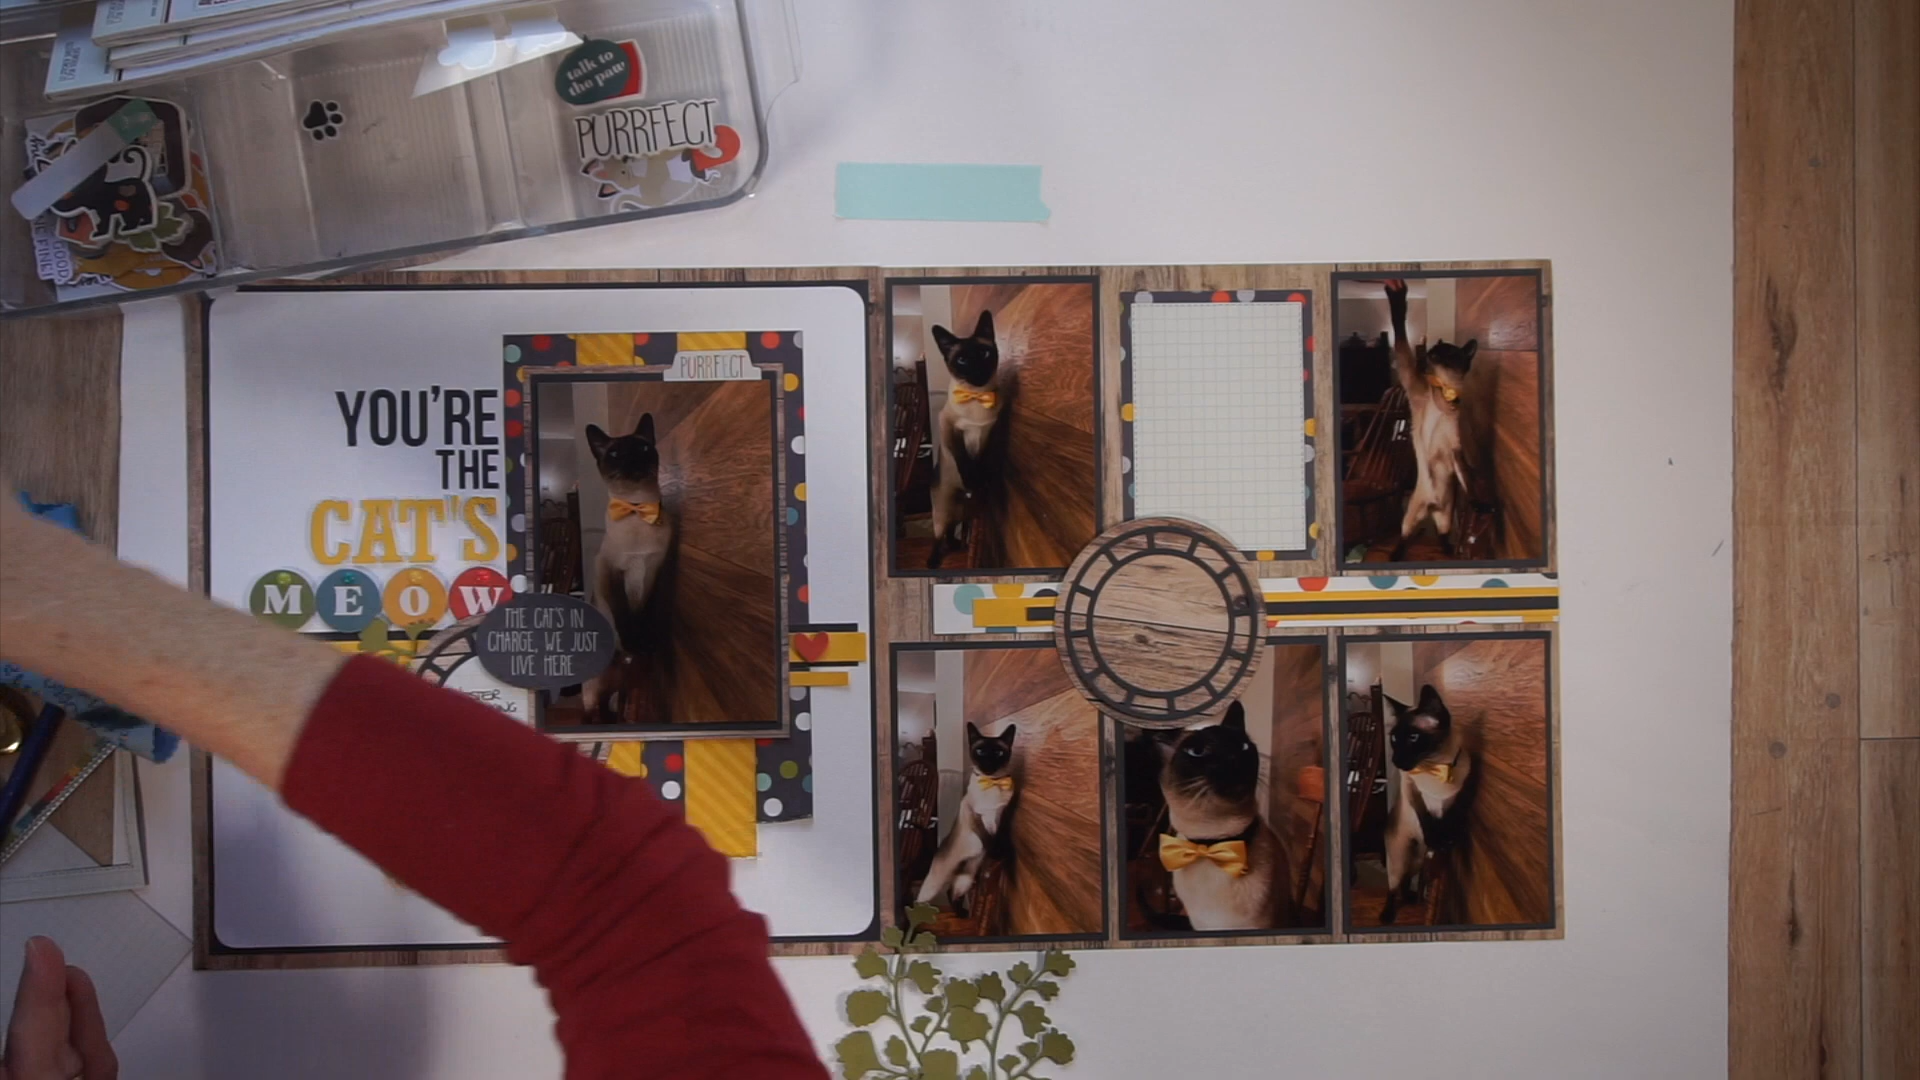 talk to
the paw
PURRFECT
GOOD
PURRFECT
YOU'RE
THE
CAT'S
MEOW
THE CAT'S IN
CHARGE, WE JUST
LIVE HERE